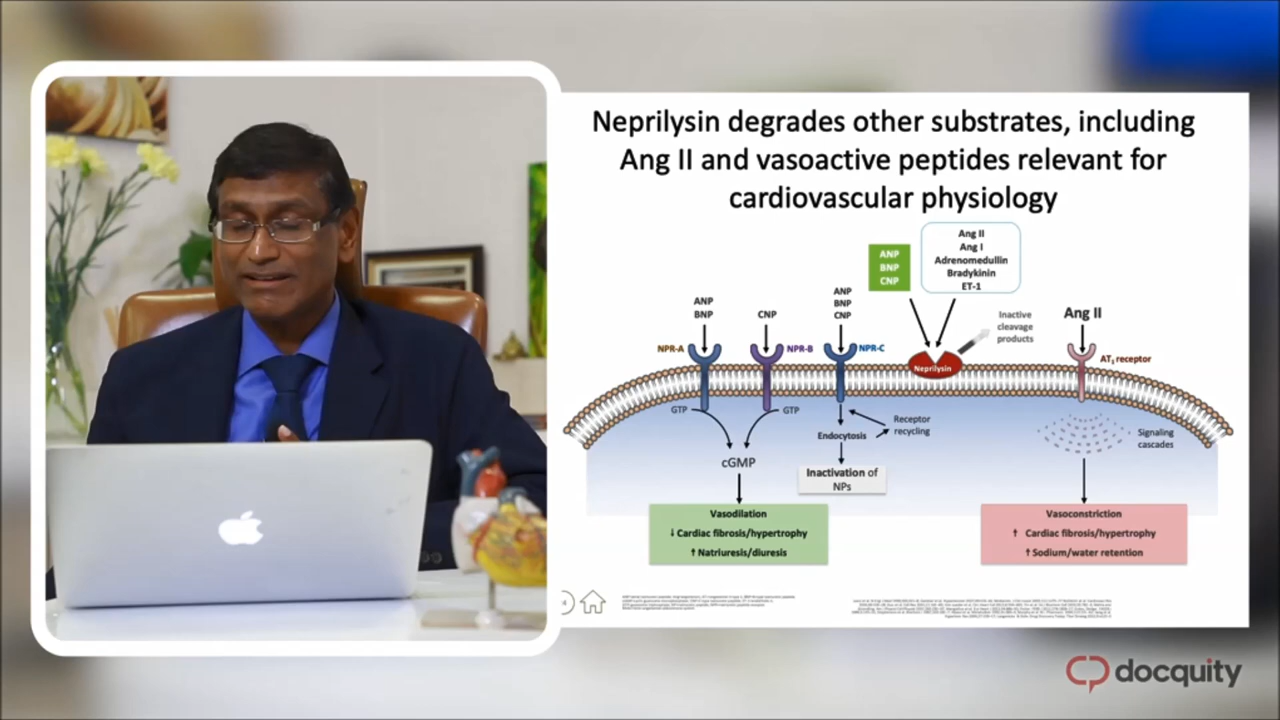 Neprilysin degrades other substrates, including
Ang II and vasoactive peptides relevant for
cardiovascular physiology
ANP
BNP
CNP
Ang II
Ang I
Adrenomedullin
Bradykinin
ET-1
ANP
BNP
CNP
ANP
BNP
CNP
Ang II
Inactive
cleavage
products
NPR-A
NPR-B
NPR-C
Neprilysin
AT₁ receptor
GTP
GTP
Endocytosis
Receptor
recycling
Signaling
cascades
cGMP
Inactivation of
NPs
Vasodilation
↓ Cardiac fibrosis/hypertrophy
↑ Natriuresis/diuresis
Vasoconstriction
↑ Cardiac fibrosis/hypertrophy
↑ Sodium/water retention
docquity